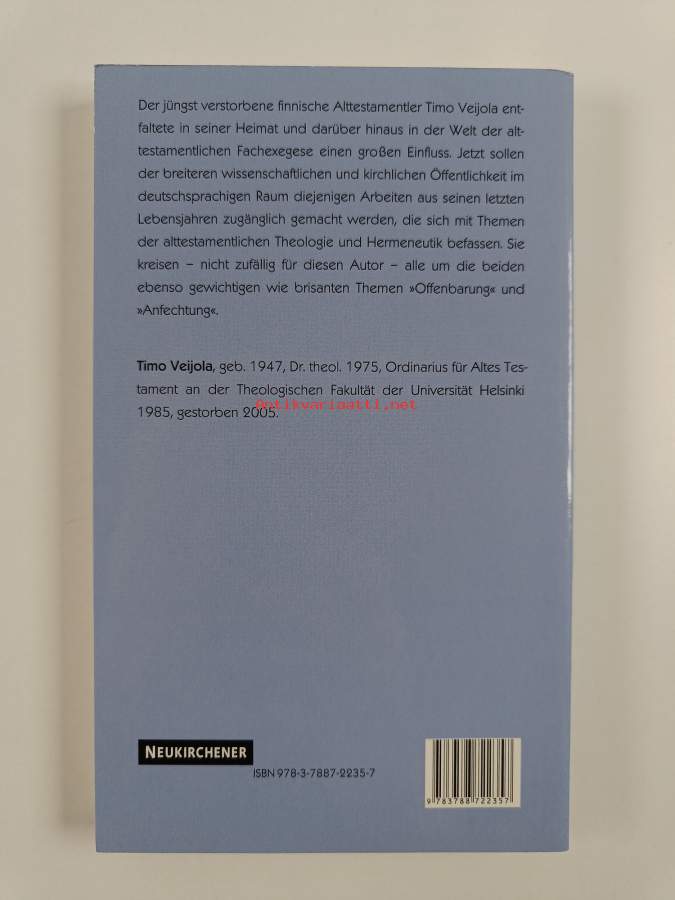 Der jüngst verstorbene finnische Alttestamentler Timo Veijola ent-
faltete in seiner Heimat und darüber hinaus in der Welt der alt-
testamentlichen Fachexegese einen großen Einfluss. Jetzt sollen
der breiteren wissenschaftlichen und kirchlichen Öffentlichkeit im
deutschsprachigen Raum diejenigen Arbeiten aus seinen letzten
Lebensjahren zugänglich gemacht werden, die sich mit Themen
der alttestamentlichen Theologie und Hermeneutik befassen. Sie
kreisen – nicht zufällig für diesen Autor – alle um die beiden
ebenso gewichtigen wie brisanten Themen »Offenbarung« und
»Anfechtung«.
Timo Veijola, geb. 1947, Dr. theol. 1975, Ordinarius für Altes Tes-
tament an der Theologischen Fakultät der Universität Helsinki
1985, gestorben 2005.
Antikvariaatti.net
NEUKIRCHENER
ISBN 978-3-7887-2235-7
9 783788 722357